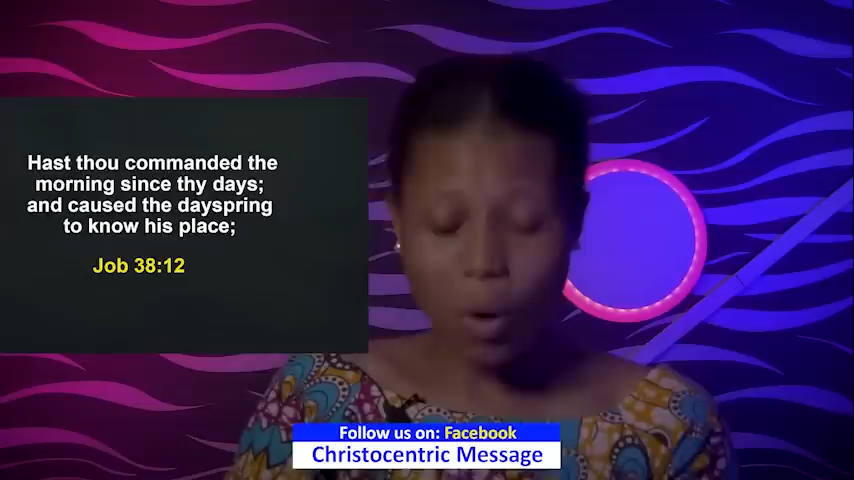 Hast thou commanded the
morning since thy days;
and caused the dayspring
to know his place;
Job 38:12
Follow us on: Facebook
Christocentric Message